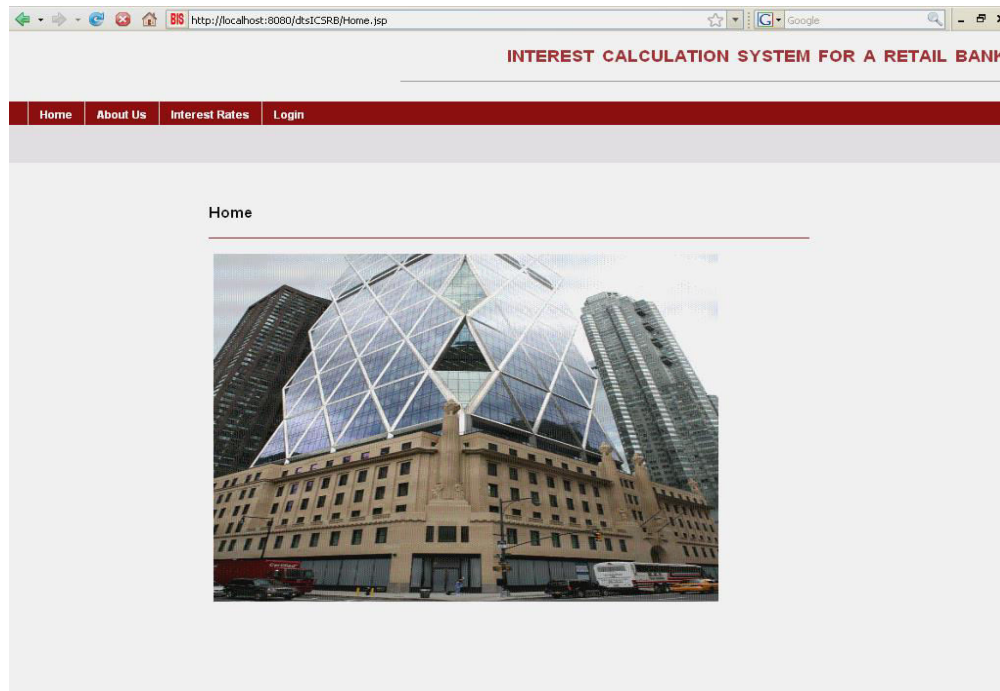 BIS http://localhost:8080/dtsICSRB/Home.jsp G Google
INTEREST CALCULATION SYSTEM FOR A RETAIL BANK
Home About Us Interest Rates Login
Home